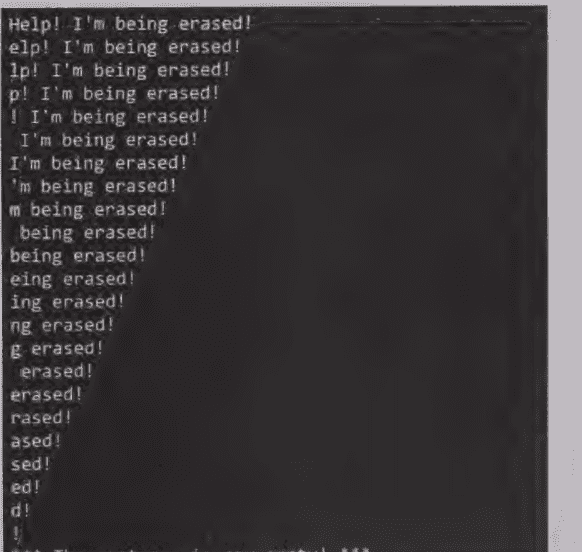 Help! I'm being erased!
elp! I'm being erased!
lp! I'm being erased!
p! I'm being erased!
! I'm being erased!
 I'm being erased!
I'm being erased!
'm being erased!
m being erased!
 being erased!
being erased!
eing erased!
ing erased!
ng erased!
g erased!
 erased!
erased!
rased!
ased!
sed!
ed!
d!
!